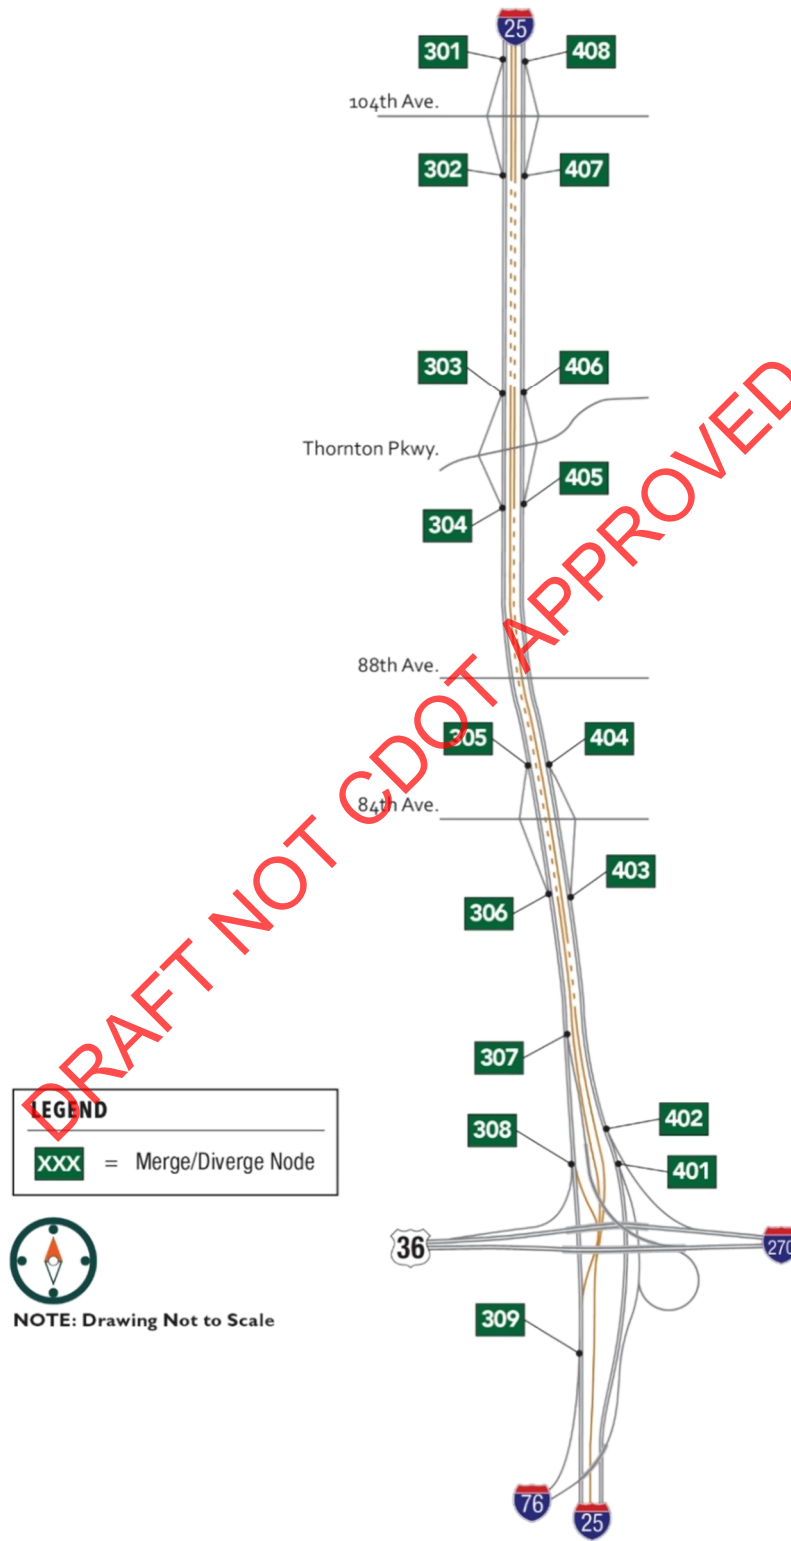 25
301
408
104th Ave.
302
407
303
406
Thornton Pkwy.
405
304
88th Ave.
305
404
84th Ave.
403
306
307
402
308
401
36
270
309
76
25
LEGEND
XXX = Merge/Diverge Node
NOTE: Drawing Not to Scale
DRAFT NOT CDOT APPROVED